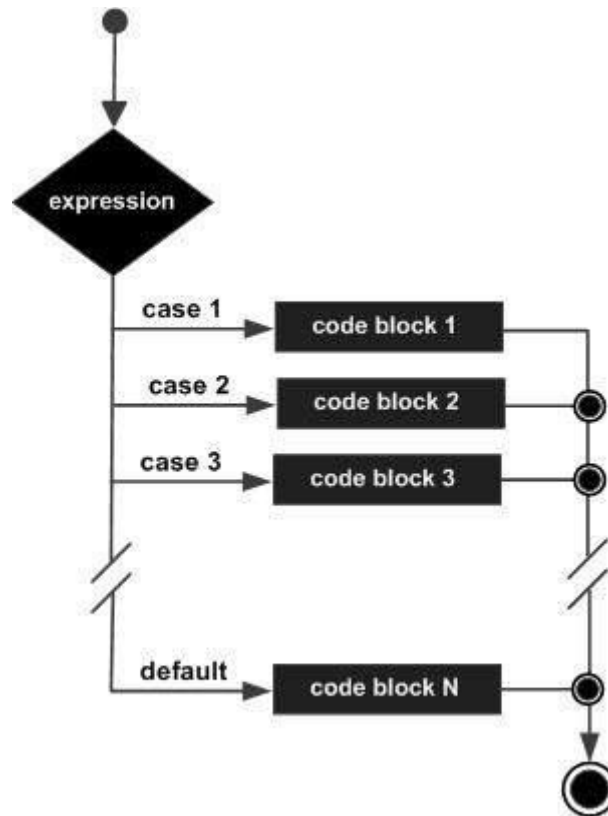 expression
case 1
code block 1
case 2
code block 2
case 3
code block 3
default
code block N